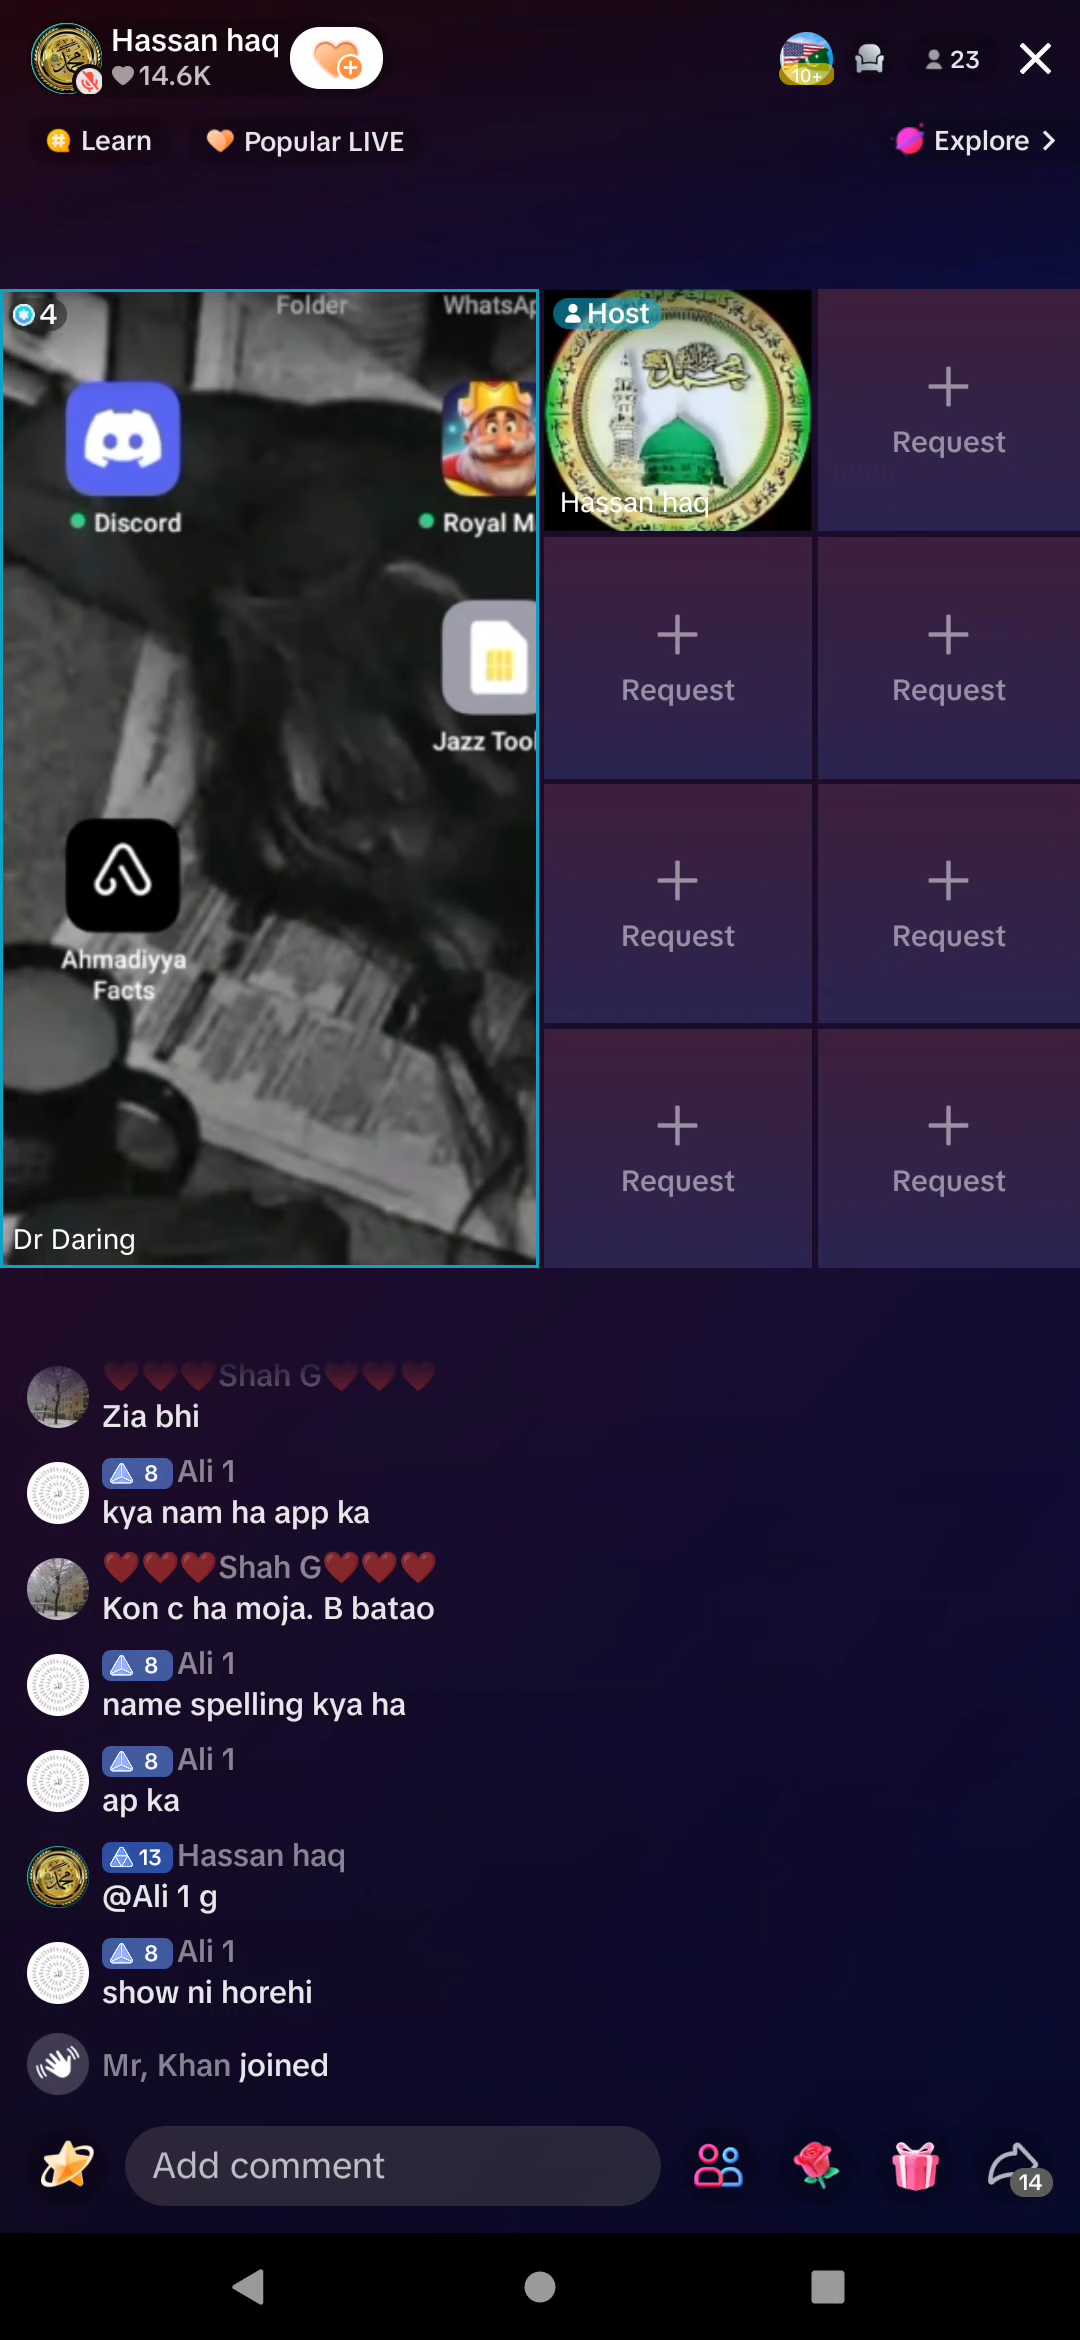 Hassan haq
14.6K
10+
23
Learn
Popular LIVE
Explore
4
Folder
WhatsAp
Discord
Royal M
Jazz Tool
Ahmadiyya
Facts
Dr Daring
Host
Hassan haq
Request
Request
Request
Request
Request
Request
Request
❤️❤️❤️Shah G❤️❤️❤️
Zia bhi
8 Ali 1
kya nam ha app ka
❤️❤️❤️Shah G❤️❤️❤️
Kon c ha moja. B batao
8 Ali 1
name spelling kya ha
8 Ali 1
ap ka
13 Hassan haq
@Ali 1 g
8 Ali 1
show ni horehi
Mr, Khan joined
Add comment
14